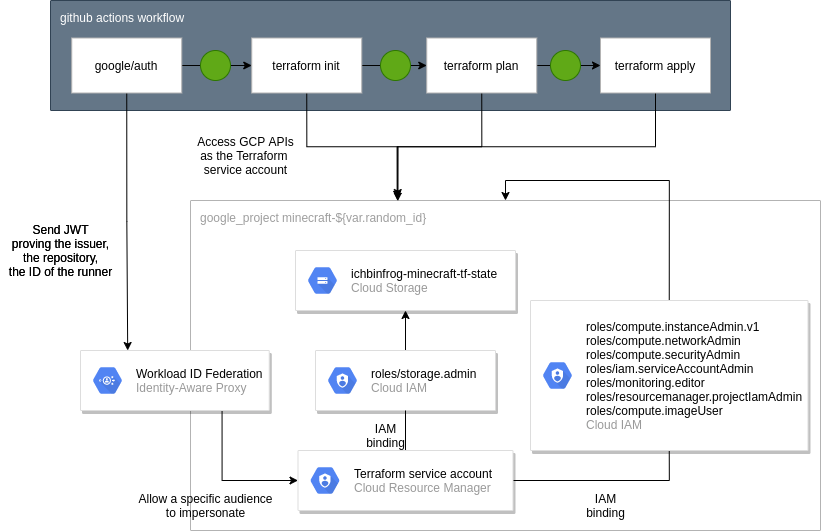 github actions workflow
google/auth
terraform init
terraform plan
terraform apply
Access GCP APIs
as the Terraform
service account
Send JWT
proving the issuer,
the repository,
the ID of the runner
google_project minecraft-${var.random_id}
ichbinfrog-minecraft-tf-state
Cloud Storage
roles/compute.instanceAdmin.v1
roles/compute.networkAdmin
roles/compute.securityAdmin
roles/iam.serviceAccountAdmin
roles/monitoring.editor
roles/resourcemanager.projectIamAdmin
roles/compute.imageUser
Cloud IAM
Workload ID Federation
Identity-Aware Proxy
roles/storage.admin
Cloud IAM
IAM
binding
Terraform service account
Cloud Resource Manager
Allow a specific audience
to impersonate
IAM
binding